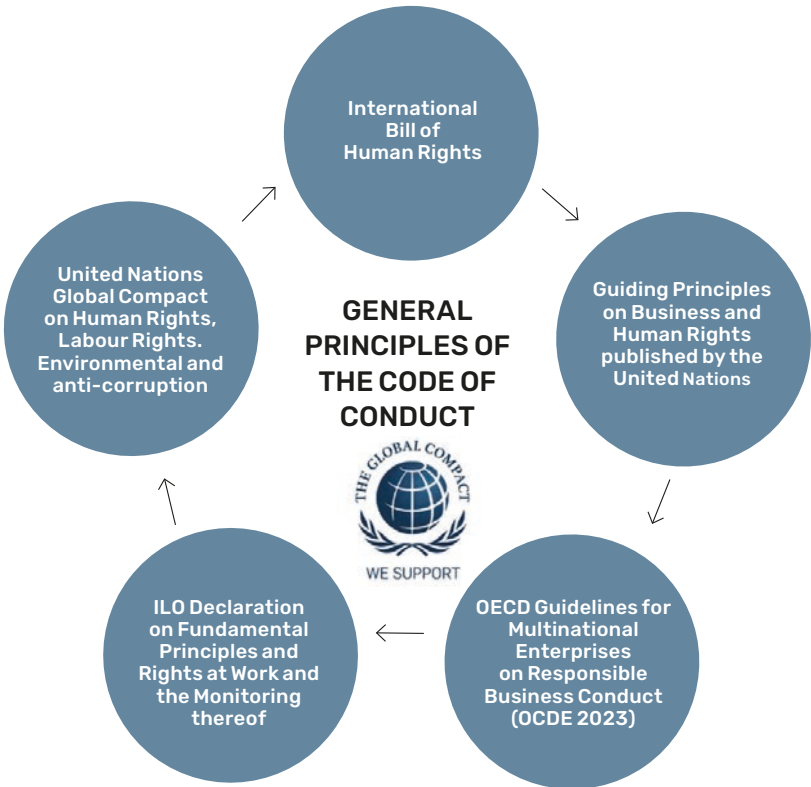 International
Bill of
Human Rights
Guiding Principles
on Business and
Human Rights
published by the
United Nations
OECD Guidelines for
Multinational
Enterprises
on Responsible
Business Conduct
(OCDE 2023)
ILO Declaration
on Fundamental
Principles and
Rights at Work and
the Monitoring
thereof
United Nations
Global Compact
on Human Rights,
Labour Rights.
Environmental and
anti-corruption
GENERAL
PRINCIPLES OF
THE CODE OF
CONDUCT
THE GLOBAL COMPACT
WE SUPPORT